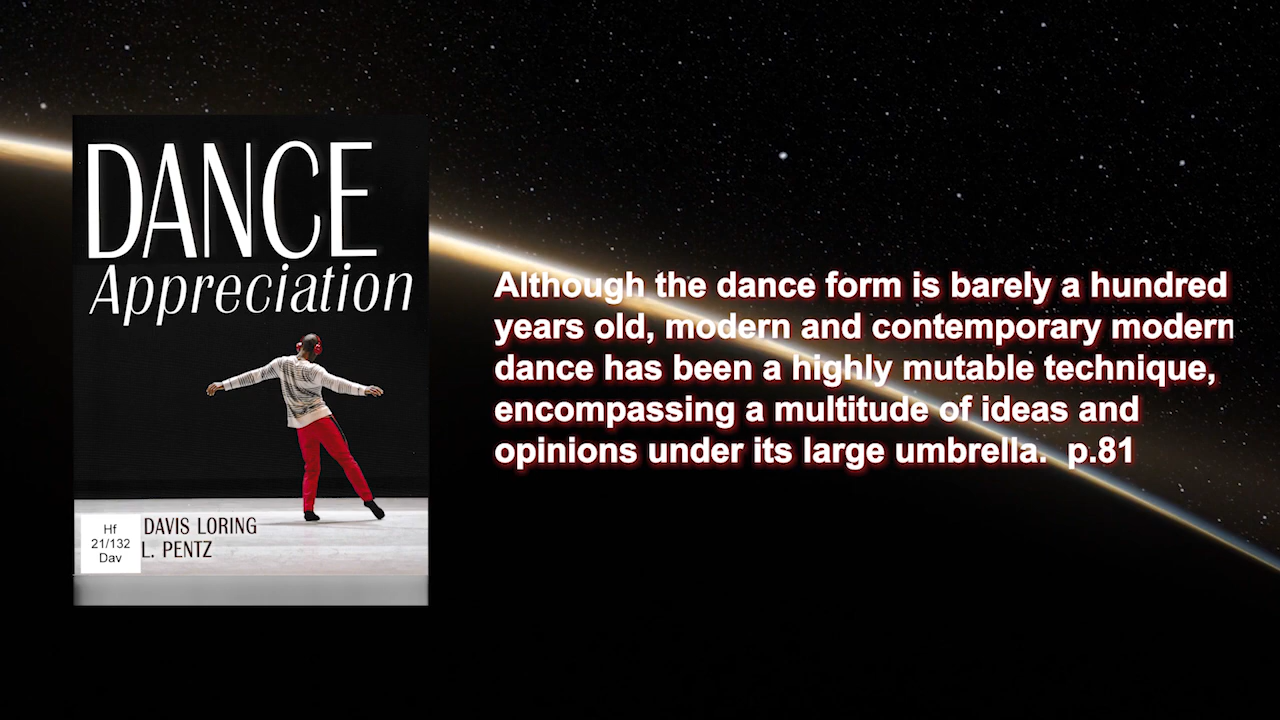 DANCE
Appreciation
Hf
21/132
Dav
DAVIS LORING
L. PENTZ
Although the dance form is barely a hundred
years old, modern and contemporary modern
dance has been a highly mutable technique,
encompassing a multitude of ideas and
opinions under its large umbrella. p.81